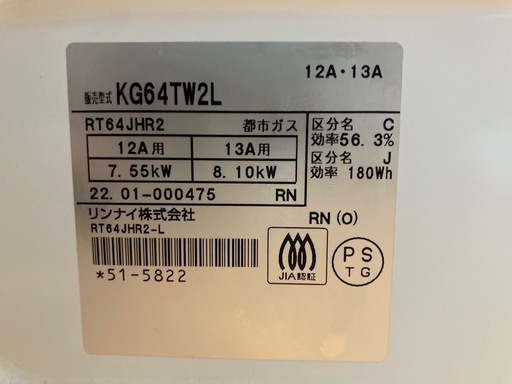 12A・13A
販売型式 KG64TW2L
RT64JHR2 都市ガス
12A用 13A用
7.55kW 8.10kW
区分名 C
効率56.3%
区分名 J
効率 180Wh
22.01-000475 RN
リンナイ株式会社 RN(O)
RT64JHR2-L
*51-5822
JIA認証
PS
TG